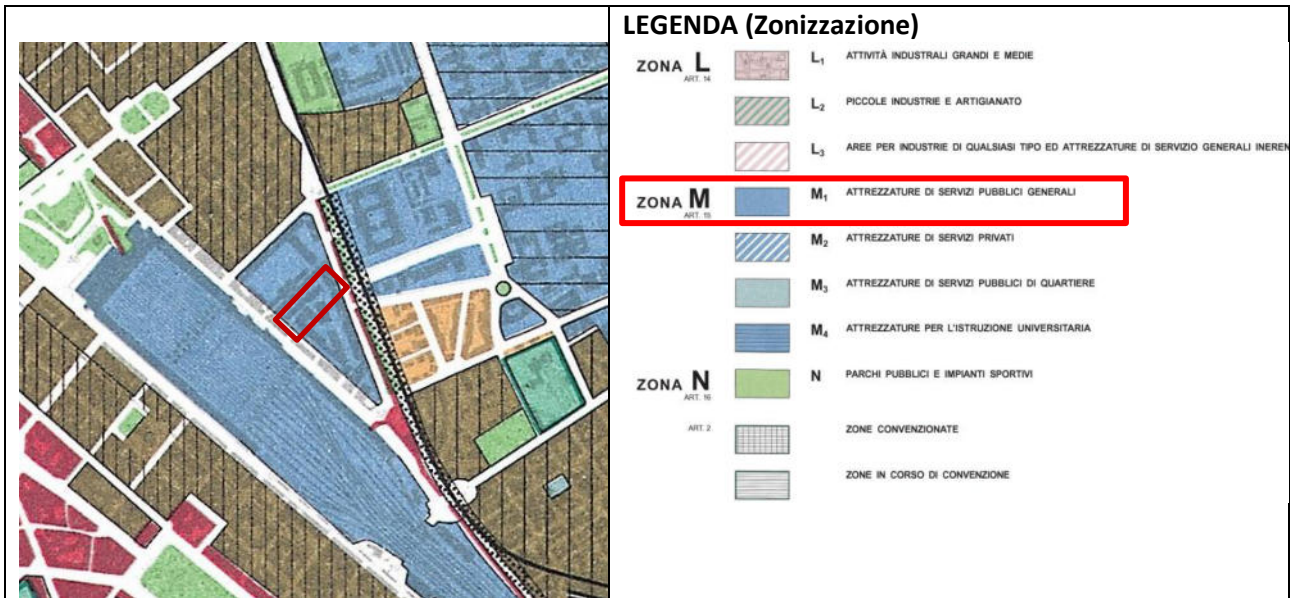 LEGENDA (Zonizzazione)
ZONA L
ART. 14
L₁ ATTIVITÀ INDUSTRALI GRANDI E MEDIE
L₂ PICCOLE INDUSTRIE E ARTIGIANATO
L₃ AREE PER INDUSTRIE DI QUALSIASI TIPO ED ATTREZZATURE DI SERVIZIO GENERALI INEREN
ZONA M
ART. 15
M₁ ATTREZZATURE DI SERVIZI PUBBLICI GENERALI
M₂ ATTREZZATURE DI SERVIZI PRIVATI
M₃ ATTREZZATURE DI SERVIZI PUBBLICI DI QUARTIERE
M₄ ATTREZZATURE PER L'ISTRUZIONE UNIVERSITARIA
ZONA N
ART. 16
N PARCHI PUBBLICI E IMPIANTI SPORTIVI
ART. 2
ZONE CONVENZIONATE
ZONE IN CORSO DI CONVENZIONE